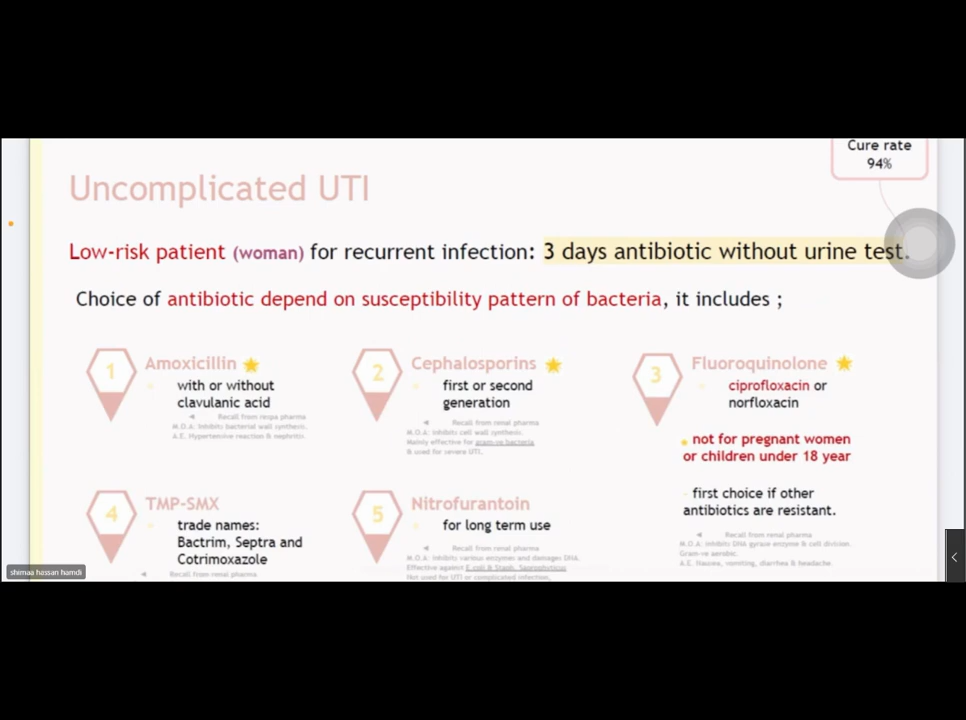 Cure rate
94%
Uncomplicated UTI
Low-risk patient (woman) for recurrent infection: 3 days antibiotic without urine test.
Choice of antibiotic depend on susceptibility pattern of bacteria, it includes ;
1
Amoxicillin
with or without
clavulanic acid
Recall from respa pharma
M.O.A: Inhibits bacterial wall synthesis.
A.E. Hypertensive reaction & nephritis.
2
Cephalosporins
first or second
generation
Recall from renal pharma
M.O.A: Inhibits cell wall synthesis.
Mainly effective for gram-ve bacteria
& used for severe UTI.
3
Fluoroquinolone
ciprofloxacin or
norfloxacin
not for pregnant women
or children under 18 year
first choice if other
antibiotics are resistant.
Recall from renal pharma
M.O.A: Inhibits DNA gyrase enzyme & cell division.
Gram-ve aerobic.
A.E. Nausea, vomiting, diarrhea & headache.
4
TMP-SMX
trade names:
Bactrim, Septra and
Cotrimoxazole
Recall from renal pharma
5
Nitrofurantoin
for long term use
Recall from renal pharma
M.O.A: Inhibits various enzymes and damages DNA.
Effective against E.coli & Staph. Saprophyticus
Not used for UTI or complicated infection.
shimaa hassan hamdi